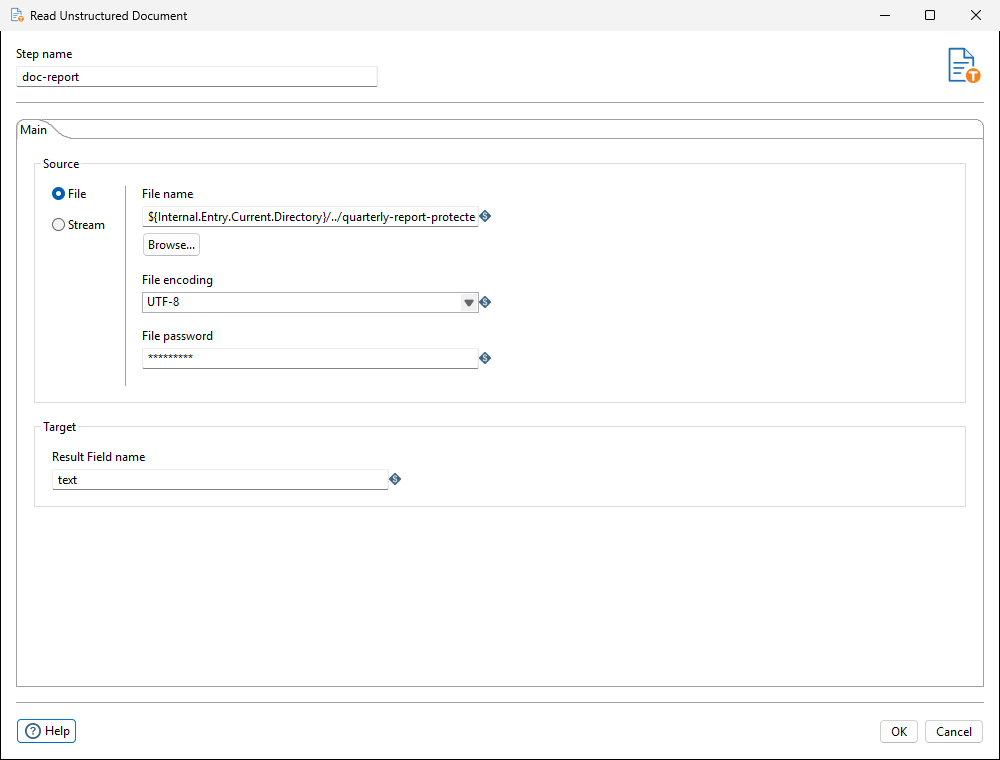 Read Unstructured Document
Step name
doc-report
T
Main
Source
File
Stream
File name
${Internal.Entry.Current.Directory}/../quarterly-report-protecte
Browse...
File encoding
UTF-8
File password
*********
Target
Result Field name
text
? Help
OK
Cancel